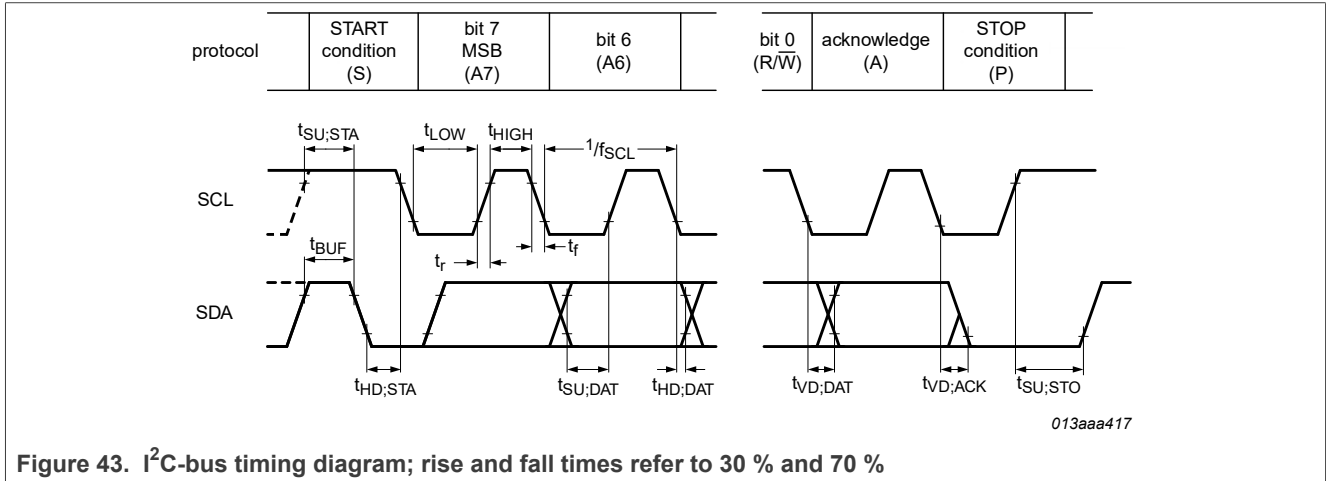 protocol
START
condition
(S)
bit 7
MSB
(A7)
bit 6
(A6)
bit 0
(R/W̅)
acknowledge
(A)
STOP
condition
(P)
tSU;STA
tLOW
tHIGH
1/fSCL
SCL
tBUF
tr
tf
SDA
tHD;STA
tSU;DAT
tHD;DAT
tVD;DAT
tVD;ACK
tSU;STO
013aaa417
Figure 43. I²C-bus timing diagram; rise and fall times refer to 30 % and 70 %